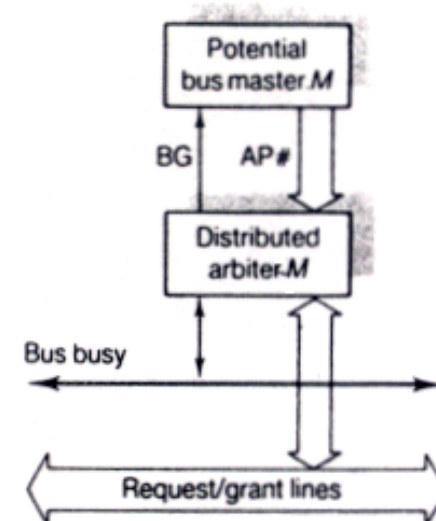 Potential
bus master M
BG
AP#
Distributed
arbiter M
Bus busy
Request/grant lines